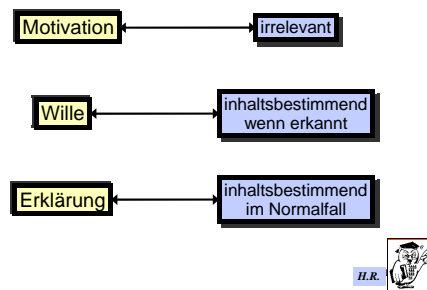 Motivation
irrelevant
Wille
inhaltsbestimmend
wenn erkannt
Erklärung
inhaltsbestimmend
im Normalfall
H.R.